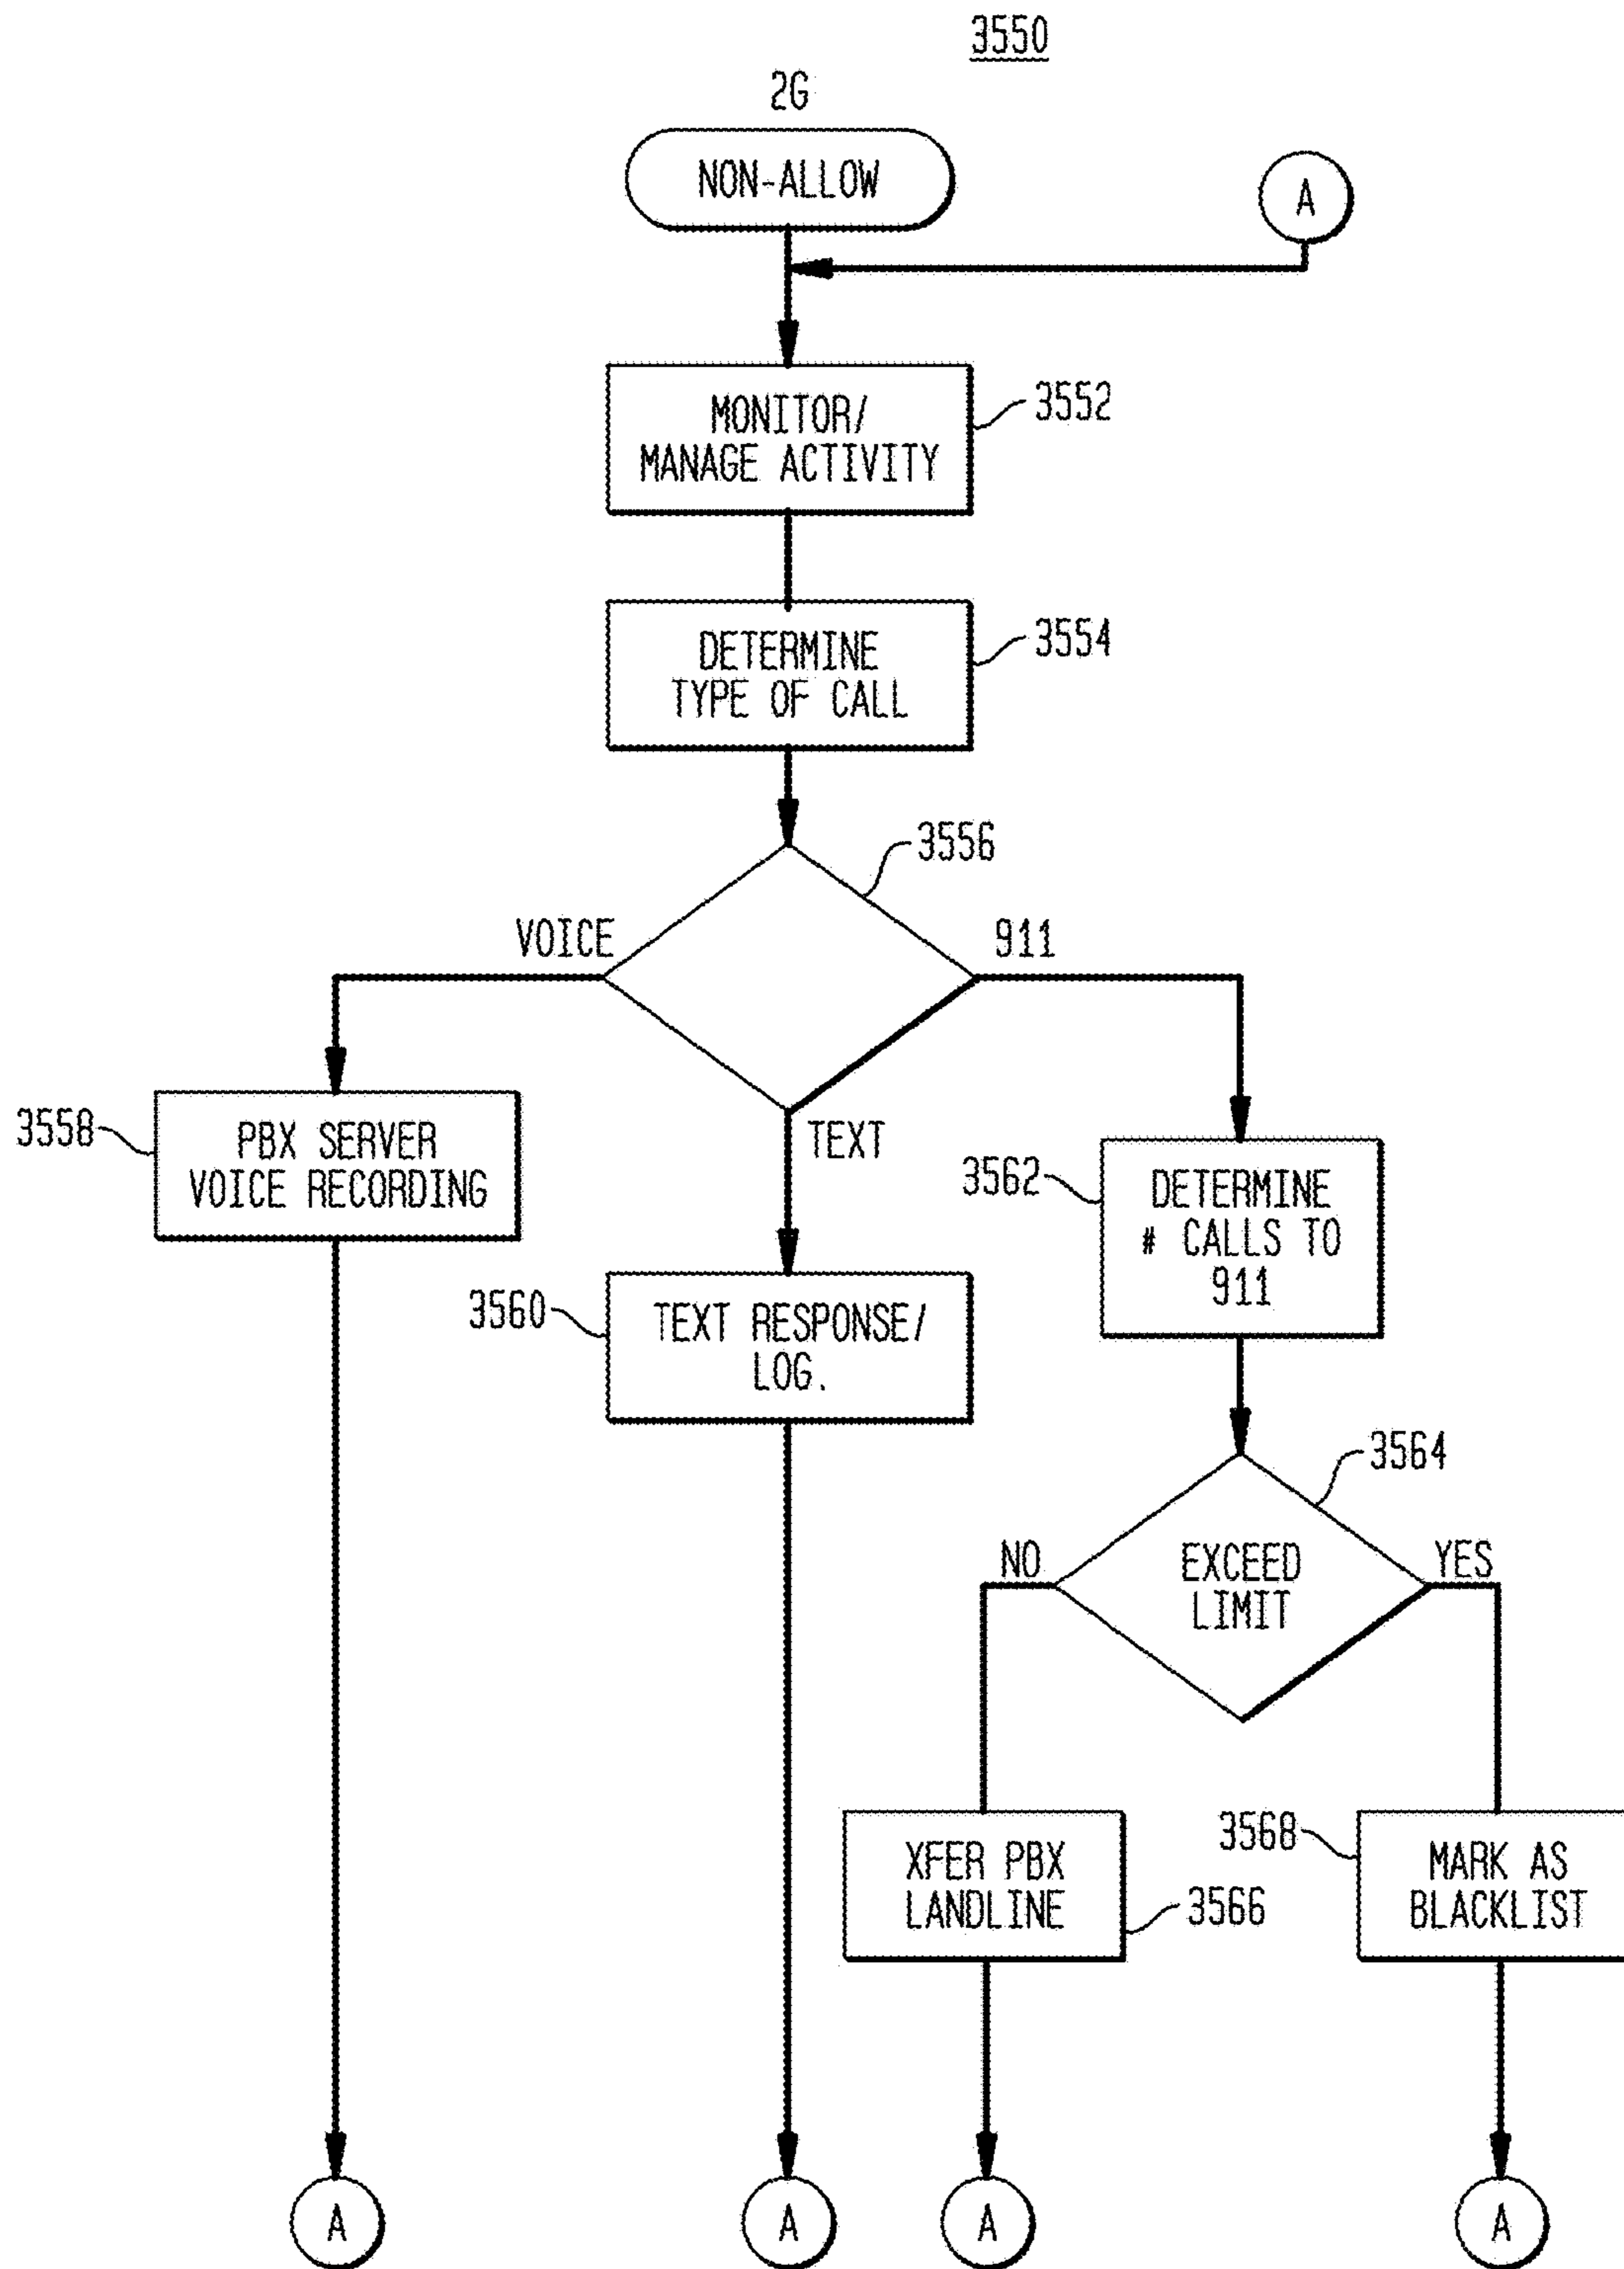 3550
2G
NON-ALLOW
A
MONITOR/
MANAGE ACTIVITY
3552
DETERMINE
TYPE OF CALL
3554
3556
VOICE
911
TEXT
3558
PBX SERVER
VOICE RECORDING
3560
TEXT RESPONSE/
LOG.
3562
DETERMINE
# CALLS TO
911
3564
NO
EXCEED
LIMIT
YES
XFER PBX
LANDLINE
3566
3568
MARK AS
BLACKLIST
A
A
A
A